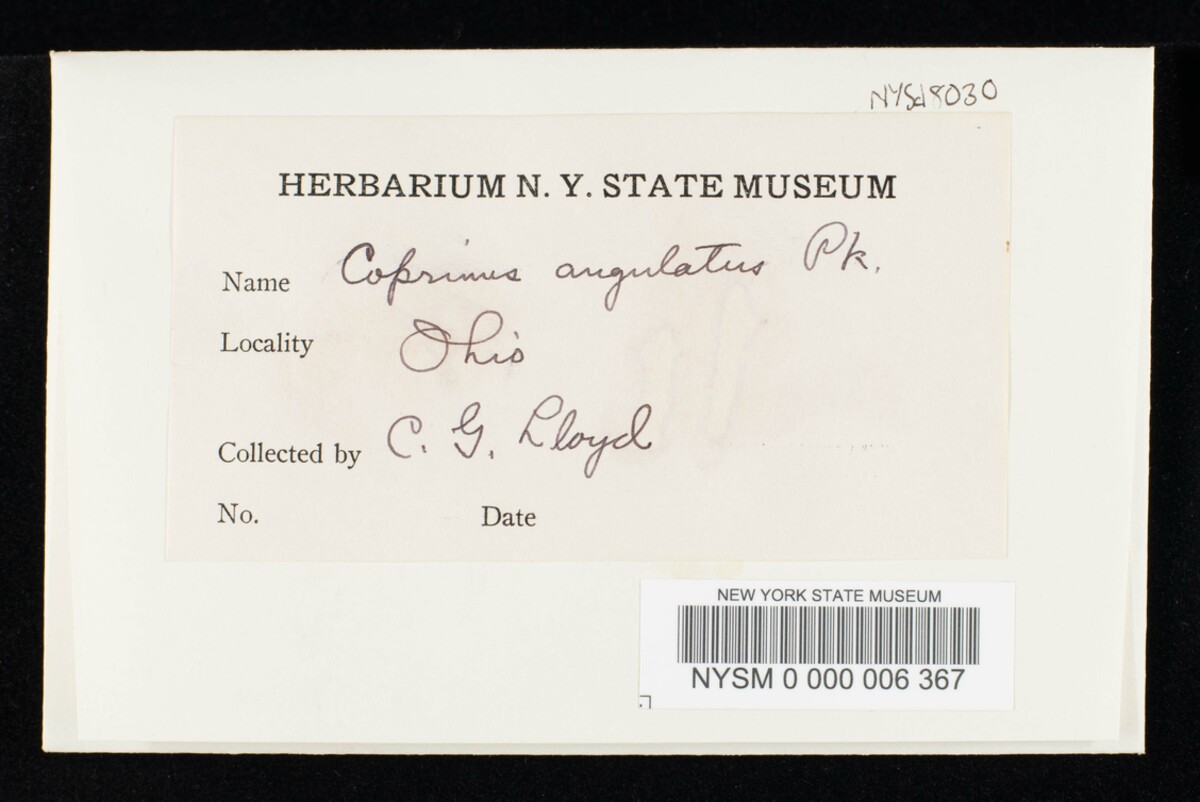 NYSd8030
HERBARIUM N. Y. STATE MUSEUM
Name Coprinus angulatus Pk.
Locality Ohio
Collected by C. G. Lloyd
No. Date
NEW YORK STATE MUSEUM
NYSM 0 000 006 367